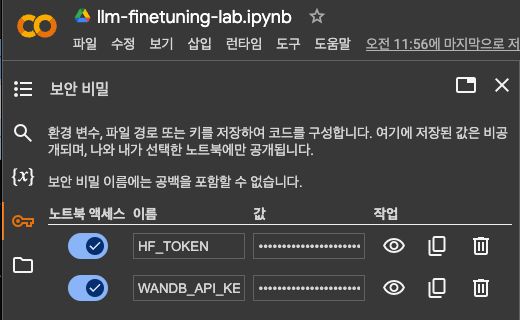 llm-finetuning-lab.ipynb
파일 수정 보기 삽입 런타임 도구 도움말 오전 11:56에 마지막으로 저
보안 비밀
환경 변수, 파일 경로 또는 키를 저장하여 코드를 구성합니다. 여기에 저장된 값은 비공
개되며, 나와 내가 선택한 노트북에만 공개됩니다.
보안 비밀 이름에는 공백을 포함할 수 없습니다.
노트북 액세스 이름 값 작업
HF_TOKEN ••••••••••••••••••••
WANDB_API_KE ••••••••••••••••••••
{x}